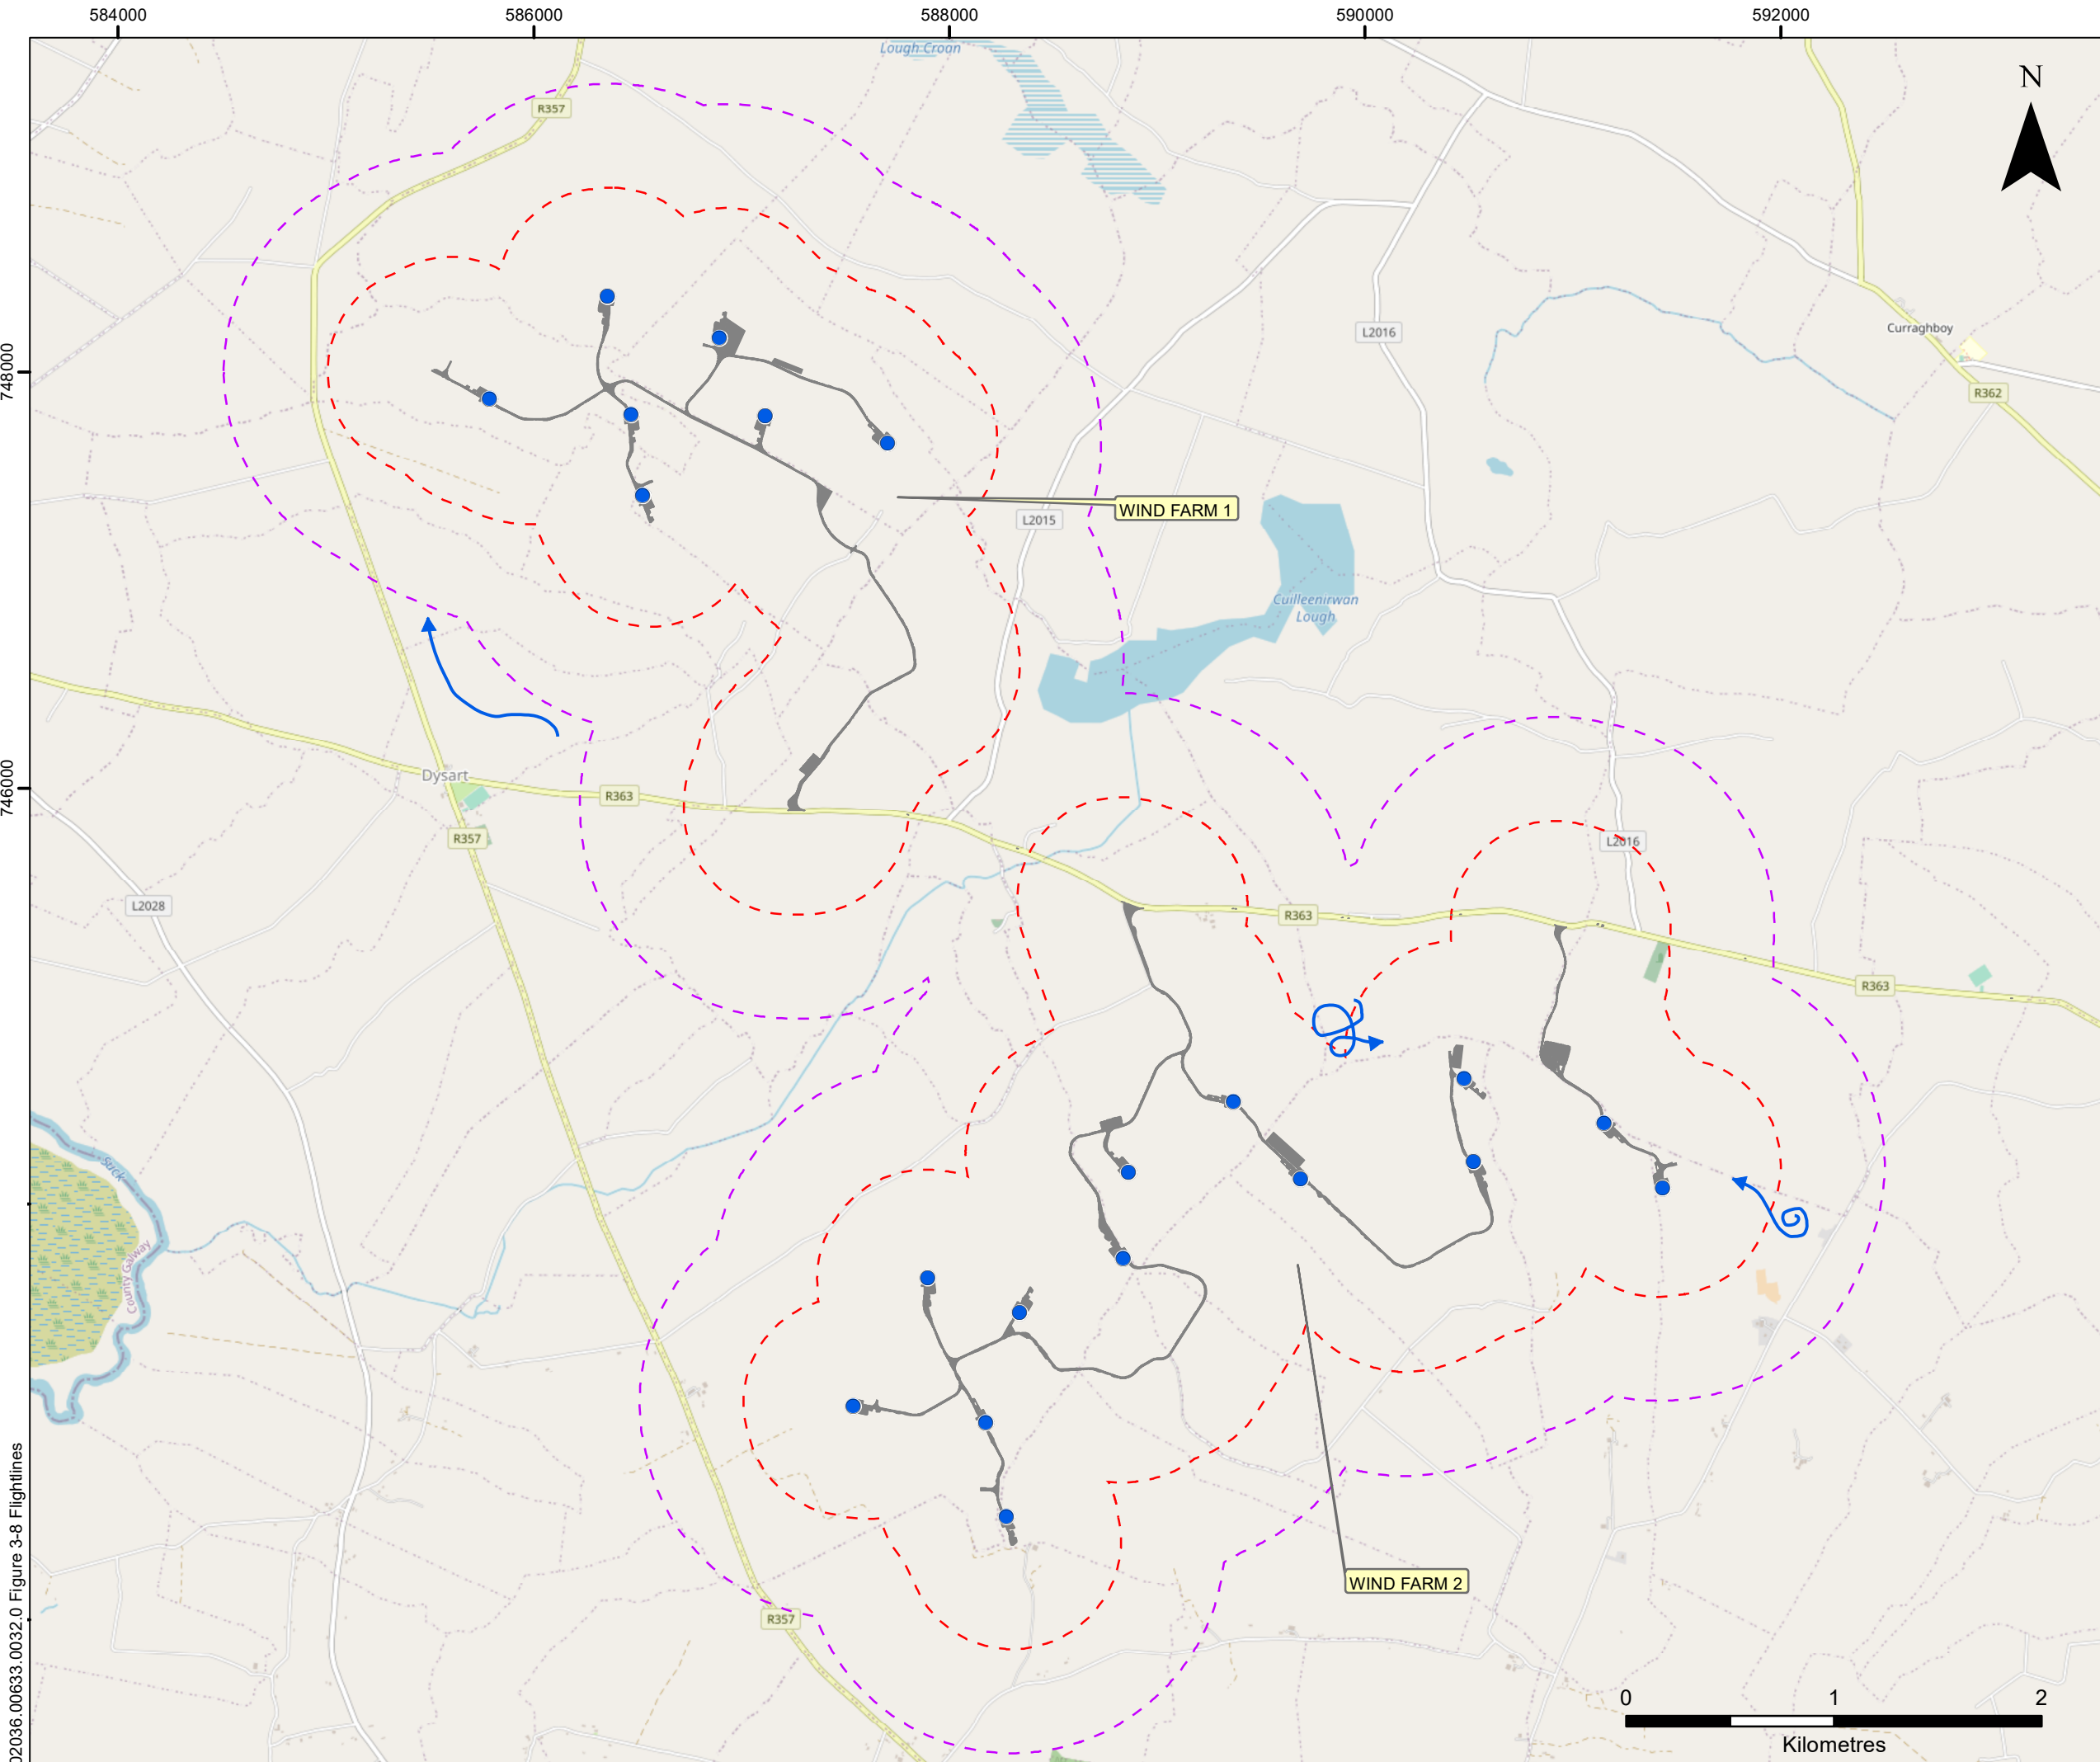 584000
586000
588000
590000
592000
Lough Croan
N
R357
748000
L2016
Curraghboy
R362
WIND FARM 1
L2015
Cuilleenirwan
Lough
746000
Dysart
R363
R357
L2016
L2028
R363
R363
Suck
County Galway
WIND FARM 2
R357
02036.00633.0032.0 Figure 3-8 Flightlines
0
1
2
Kilometres